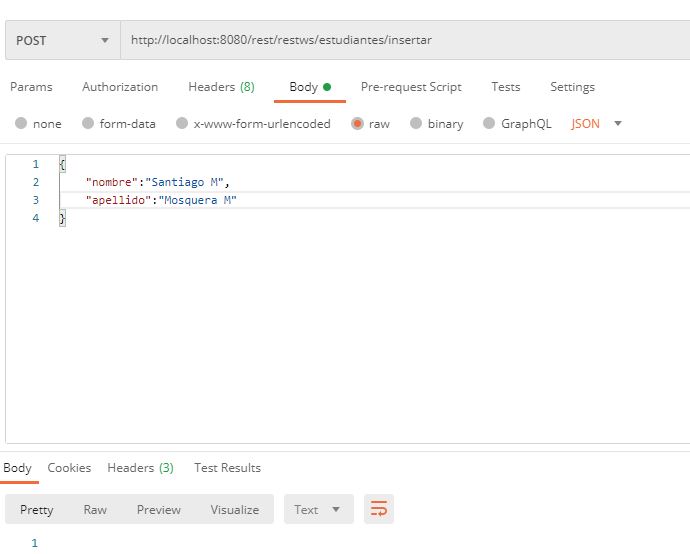 POST http://localhost:8080/rest/restws/estudiantes/insertar
Params Authorization Headers (8) Body Pre-request Script Tests Settings
none form-data x-www-form-urlencoded raw binary GraphQL JSON
1 {
2 "nombre":"Santiago M",
3 "apellido":"Mosquera M"
4 }
Body Cookies Headers (3) Test Results
Pretty Raw Preview Visualize Text
1